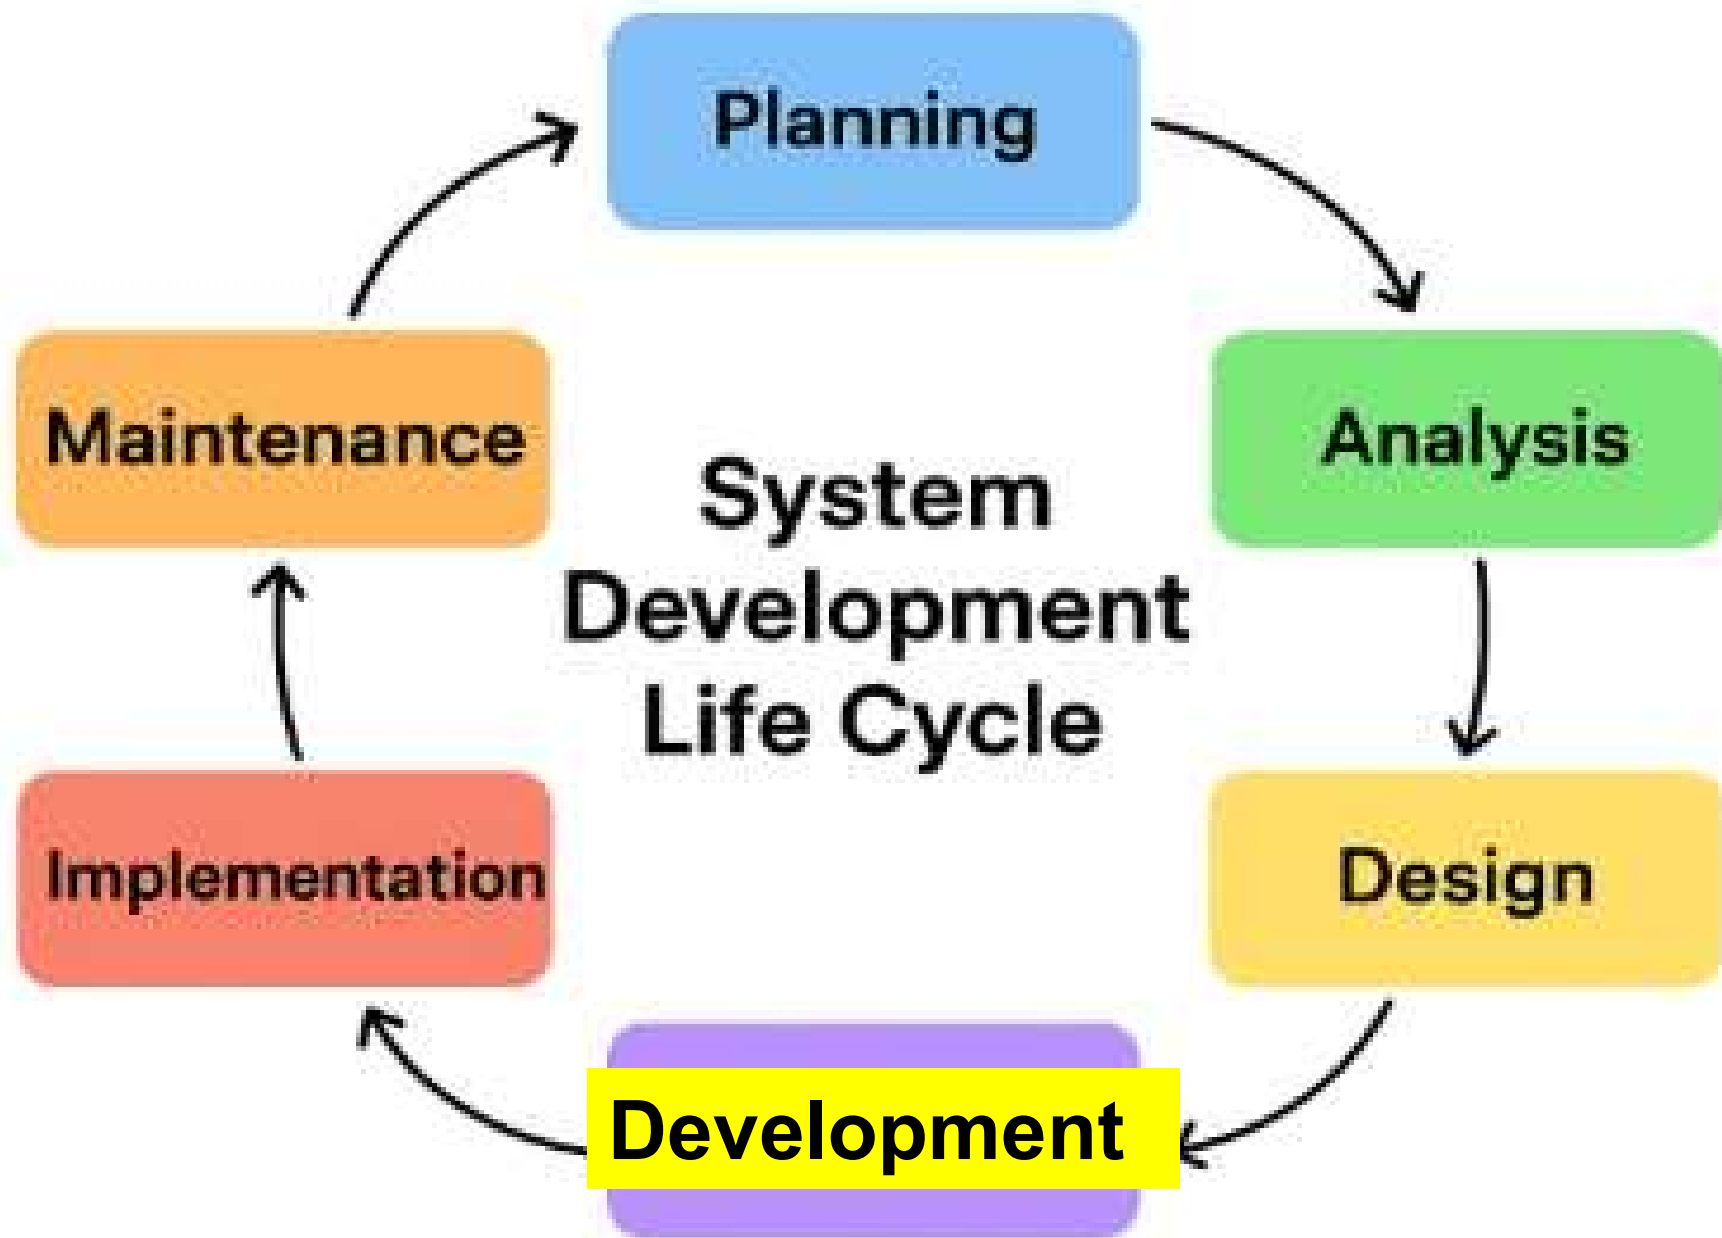 Planning
Maintenance
Analysis
System
Development
Life Cycle
Implementation
Design
Development